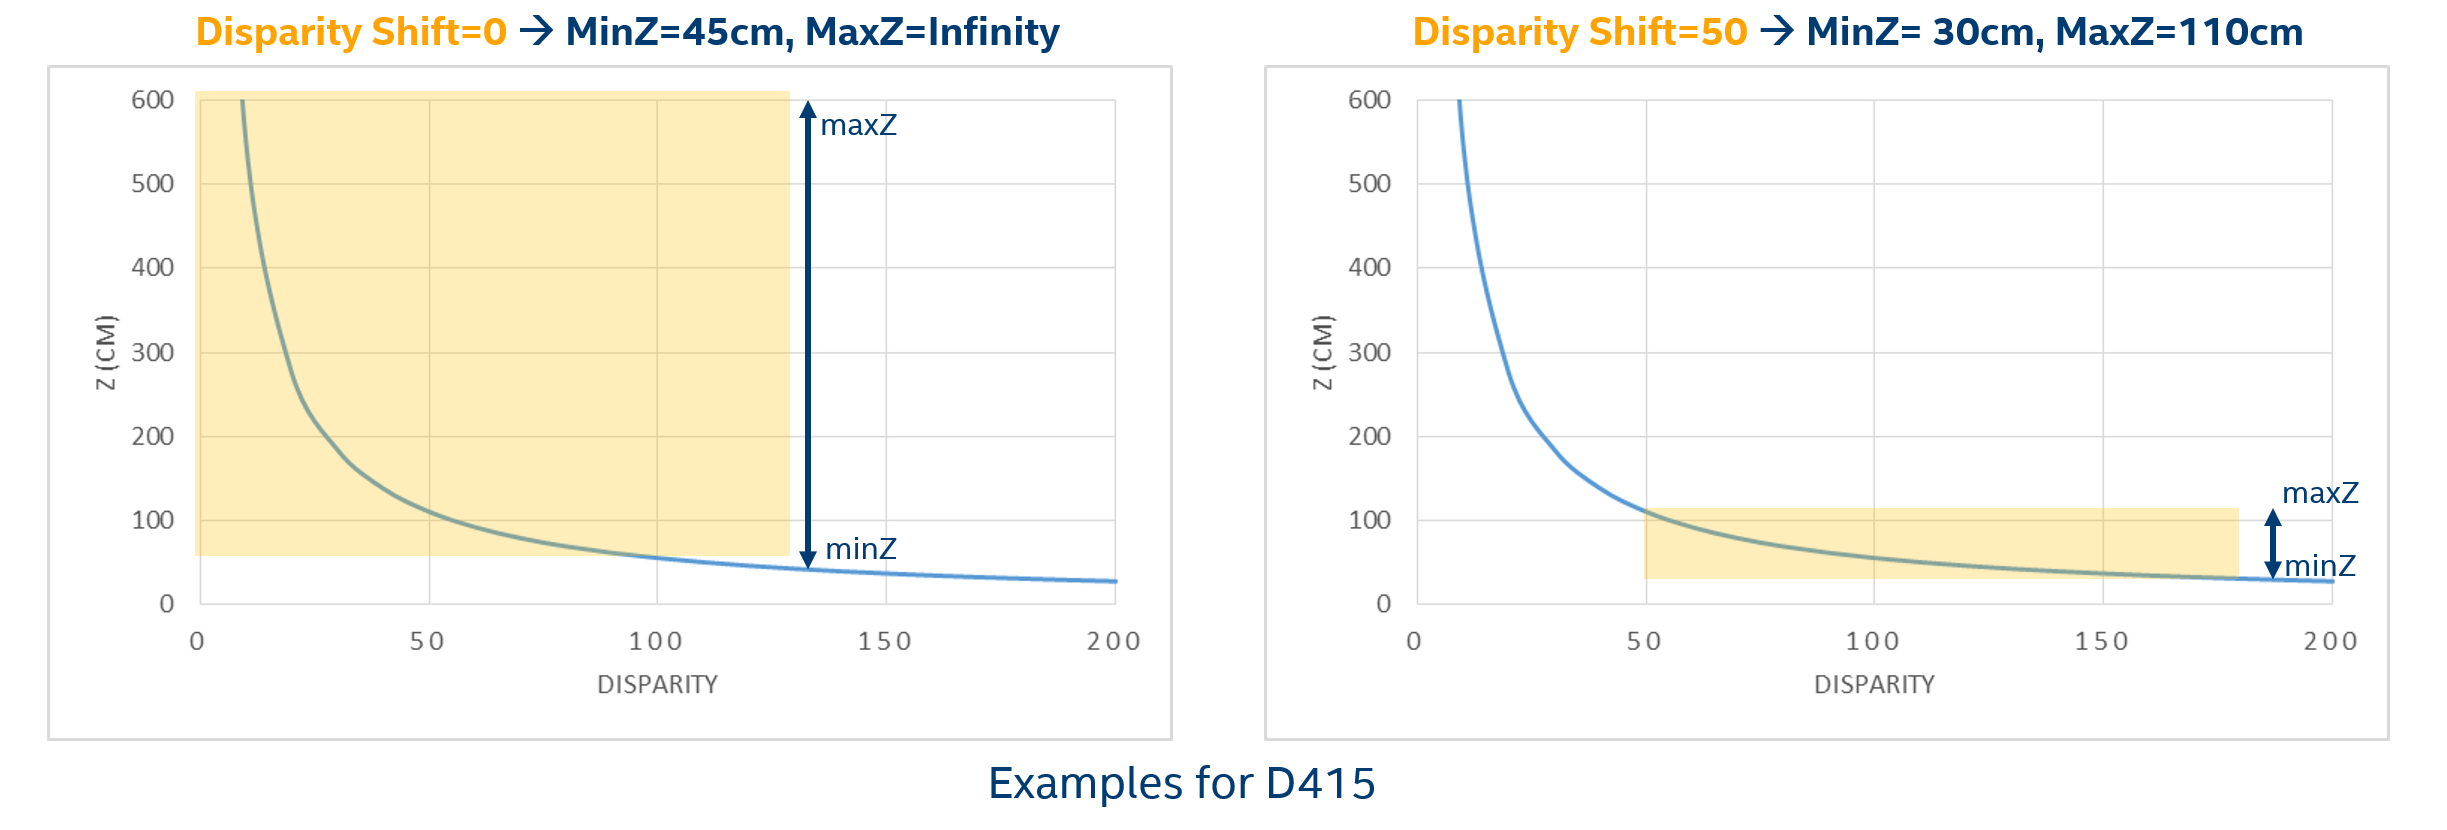 Disparity Shift=0 → MinZ=45cm, MaxZ=Infinity
600
500
400
300
200
100
0
Z (CM)
maxZ
minZ
0 50 100 150 200
DISPARITY
Disparity Shift=50 → MinZ= 30cm, MaxZ=110cm
600
500
400
300
200
100
0
Z (CM)
maxZ
minZ
0 50 100 150 200
DISPARITY
Examples for D415